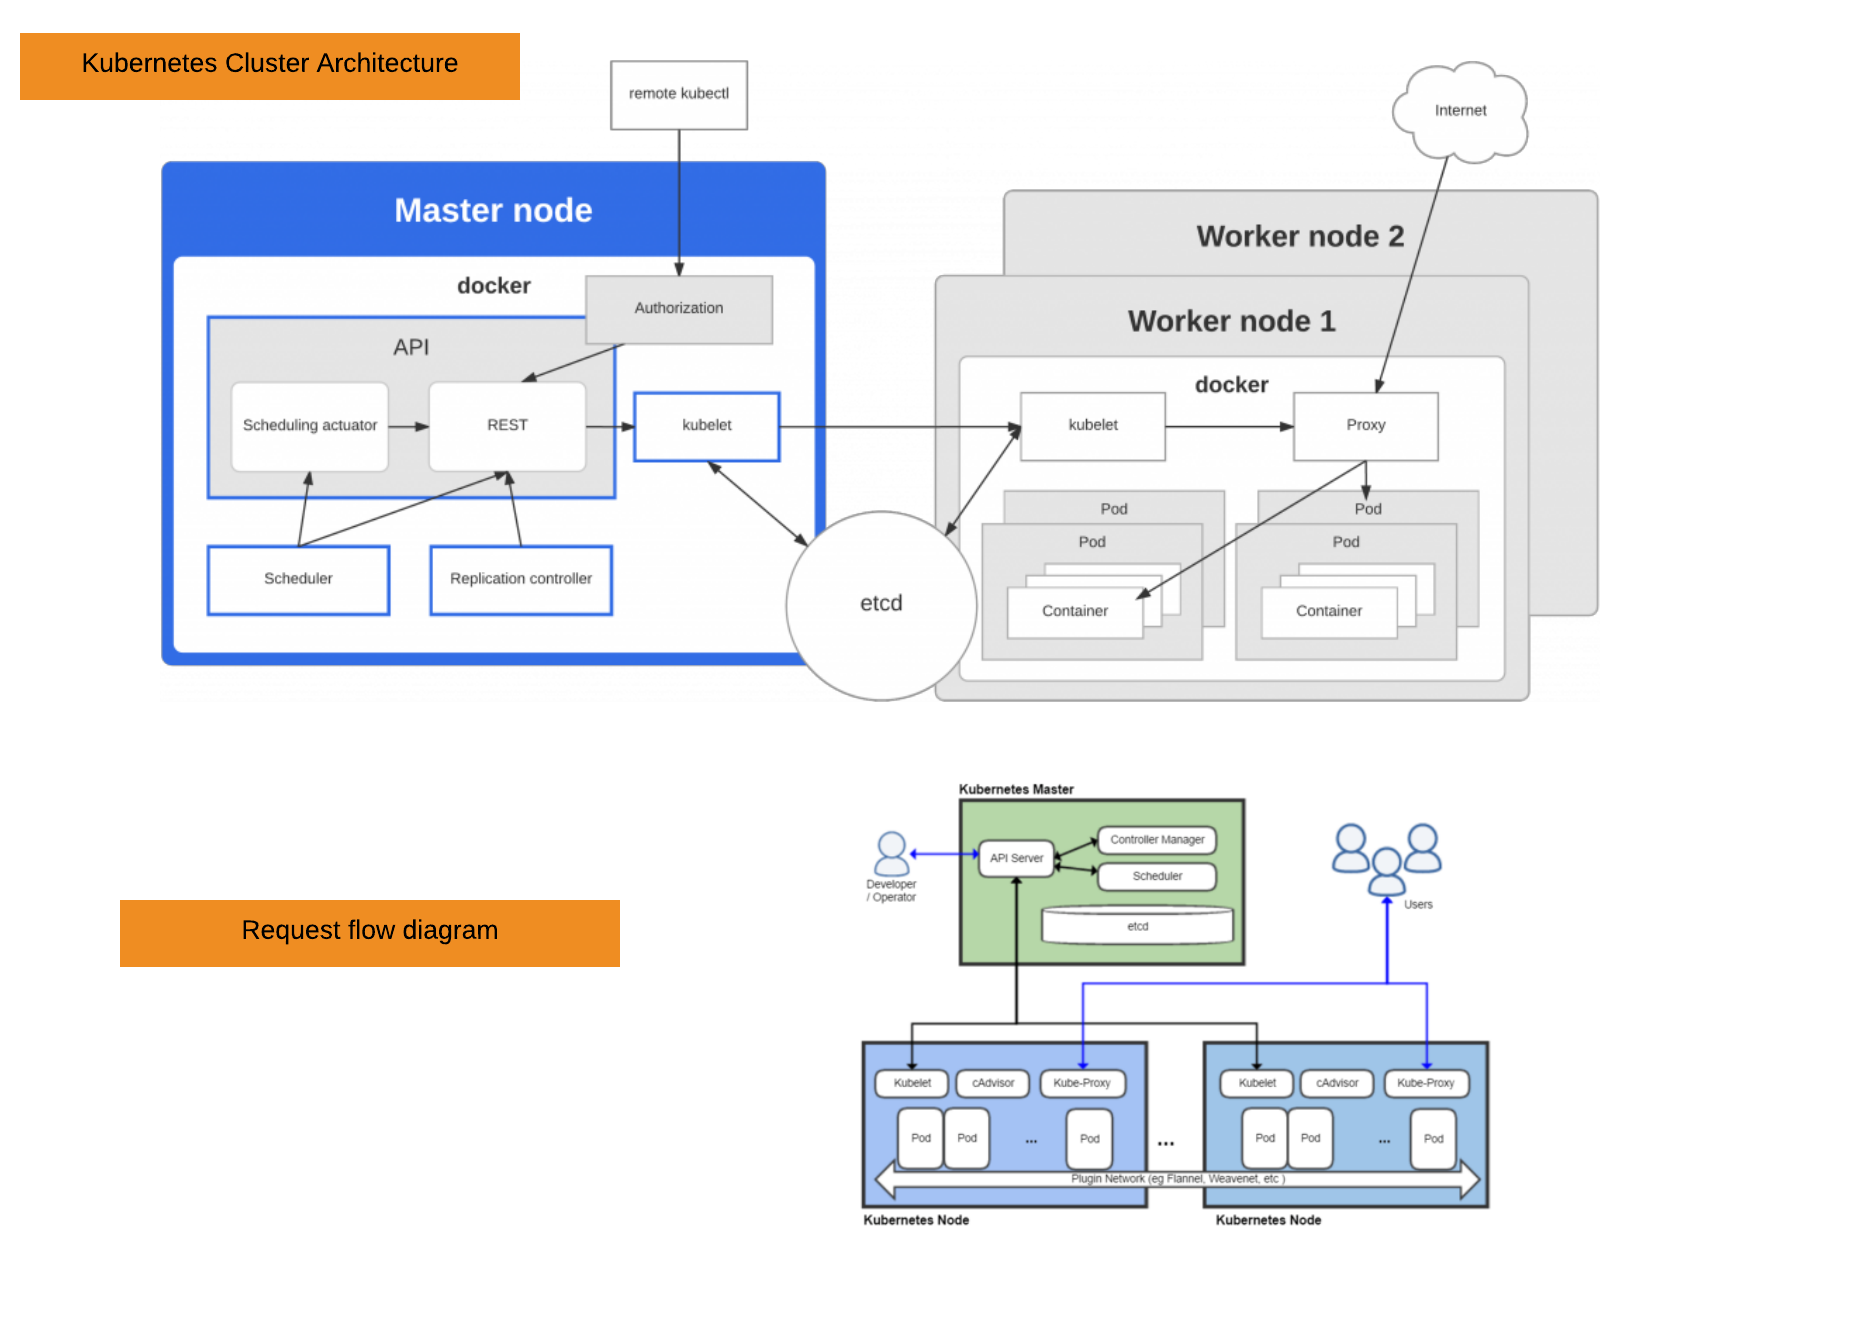 Kubernetes Cluster Architecture
remote kubectl
Internet
Master node
Worker node 2
docker
Authorization
Worker node 1
API
docker
Scheduling actuator
REST
kubelet
kubelet
Proxy
Pod
Pod
Pod
Pod
Scheduler
Replication controller
etcd
Container
Container
Kubernetes Master
Controller Manager
API Server
Scheduler
Developer
/ Operator
Users
etcd
Request flow diagram
Kubelet
cAdvisor
Kube-Proxy
Kubelet
cAdvisor
Kube-Proxy
Pod
Pod
...
Pod
...
Pod
Pod
...
Pod
Plugin Network (eg Flannel, Weavenet, etc )
Kubernetes Node
Kubernetes Node